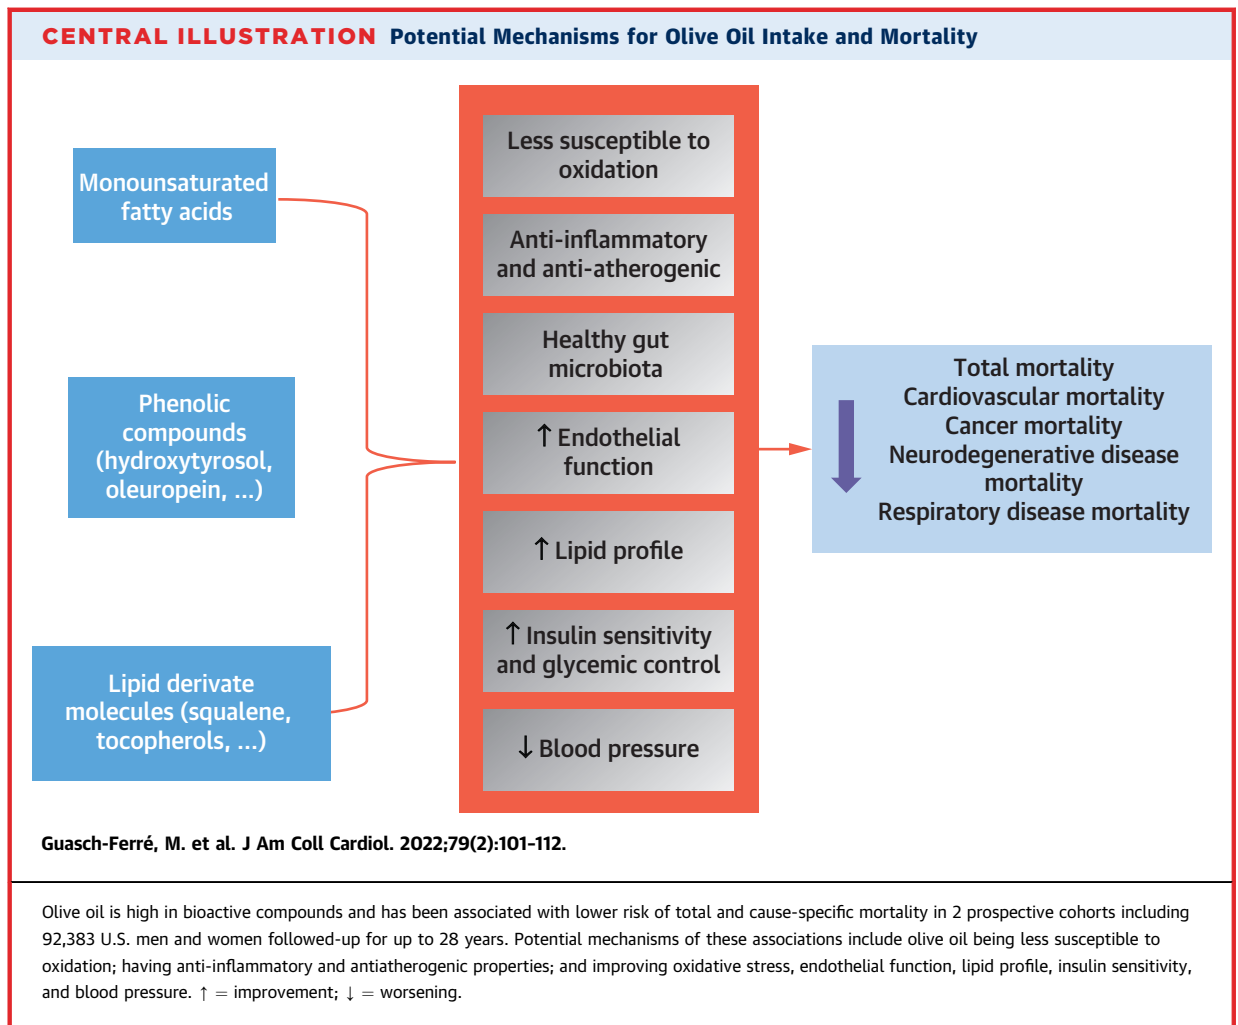 CENTRAL ILLUSTRATION Potential Mechanisms for Olive Oil Intake and Mortality
Monounsaturated
fatty acids
Phenolic
compounds
(hydroxytyrosol,
oleuropein, ...)
Lipid derivate
molecules (squalene,
tocopherols, ...)
Less susceptible to
oxidation
Anti-inflammatory
and anti-atherogenic
Healthy gut
microbiota
↑ Endothelial
function
↑ Lipid profile
↑ Insulin sensitivity
and glycemic control
↓ Blood pressure
Total mortality
Cardiovascular mortality
Cancer mortality
Neurodegenerative disease
mortality
Respiratory disease mortality
Guasch-Ferré, M. et al. J Am Coll Cardiol. 2022;79(2):101–112.
Olive oil is high in bioactive compounds and has been associated with lower risk of total and cause-specific mortality in 2 prospective cohorts including
92,383 U.S. men and women followed-up for up to 28 years. Potential mechanisms of these associations include olive oil being less susceptible to
oxidation; having anti-inflammatory and antiatherogenic properties; and improving oxidative stress, endothelial function, lipid profile, insulin sensitivity,
and blood pressure. ↑ = improvement; ↓ = worsening.